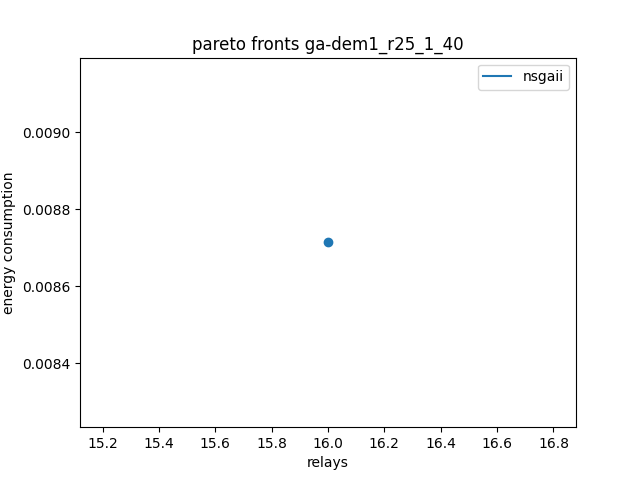 pareto fronts ga-dem1_r25_1_40
nsgaii
0.0090
0.0088
0.0086
0.0084
energy consumption
15.2 15.4 15.6 15.8 16.0 16.2 16.4 16.6 16.8
relays